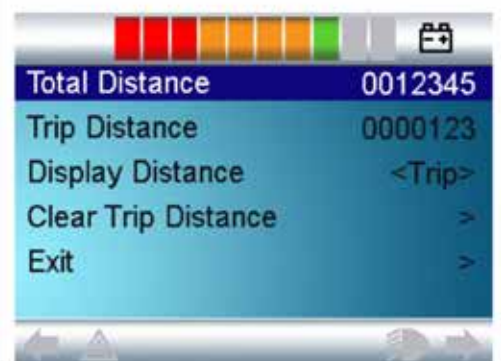 Total Distance 0012345
Trip Distance 0000123
Display Distance <Trip>
Clear Trip Distance >
Exit >